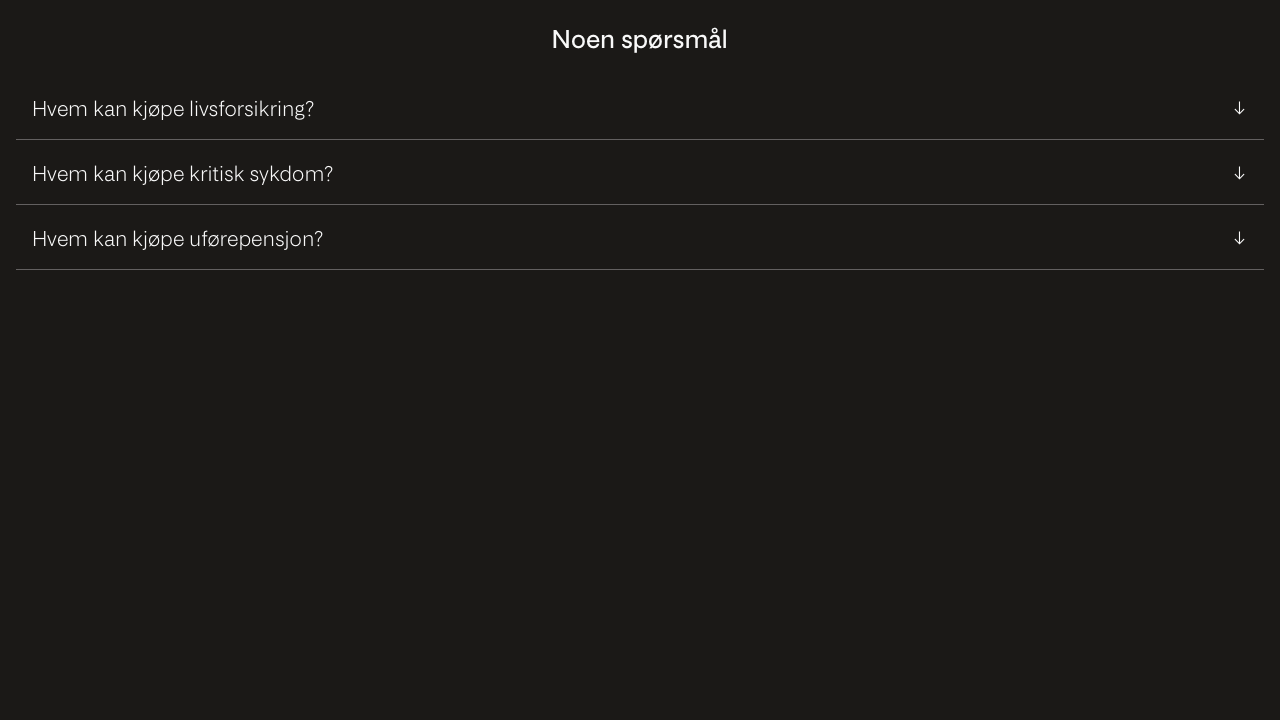 Noen spørsmål
Hvem kan kjøpe livsforsikring?
Hvem kan kjøpe kritisk sykdom?
Hvem kan kjøpe uførepensjon?